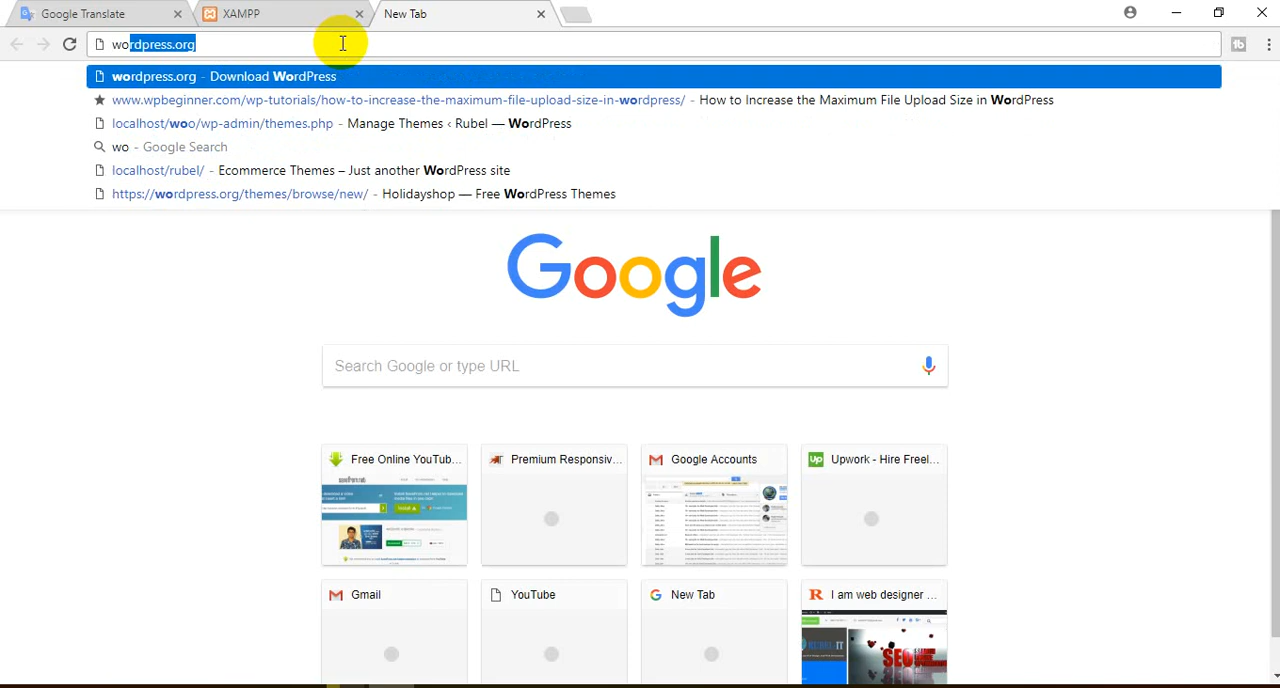 Google Translate
XAMPP
New Tab
wordpress.org
wordpress.org - Download WordPress
www.wpbeginner.com/wp-tutorials/how-to-increase-the-maximum-file-upload-size-in-wordpress/ - How to Increase the Maximum File Upload Size in WordPress
localhost/woo/wp-admin/themes.php - Manage Themes ‹ Rubel — WordPress
wo - Google Search
localhost/rubel/ - Ecommerce Themes – Just another WordPress site
https://wordpress.org/themes/browse/new/ - Holidayshop — Free WordPress Themes
Google
Search Google or type URL
Free Online YouTub...
Premium Responsiv...
Google Accounts
Upwork - Hire Freel...
Gmail
YouTube
New Tab
I am web designer ...
SEO